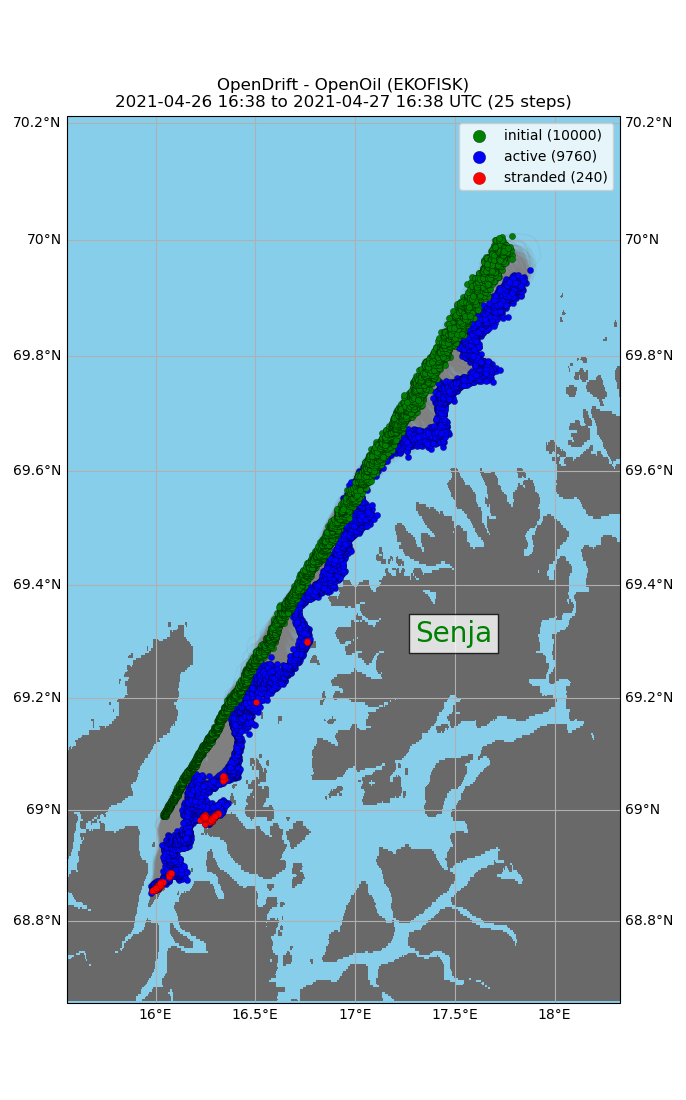 OpenDrift - OpenOil (EKOFISK)
2021-04-26 16:38 to 2021-04-27 16:38 UTC (25 steps)
70.2°N
70.2°N
initial (10000)
active (9760)
stranded (240)
70°N
70°N
69.8°N
69.8°N
69.6°N
69.6°N
69.4°N
69.4°N
Senja
69.2°N
69.2°N
69°N
69°N
68.8°N
68.8°N
16°E
16.5°E
17°E
17.5°E
18°E